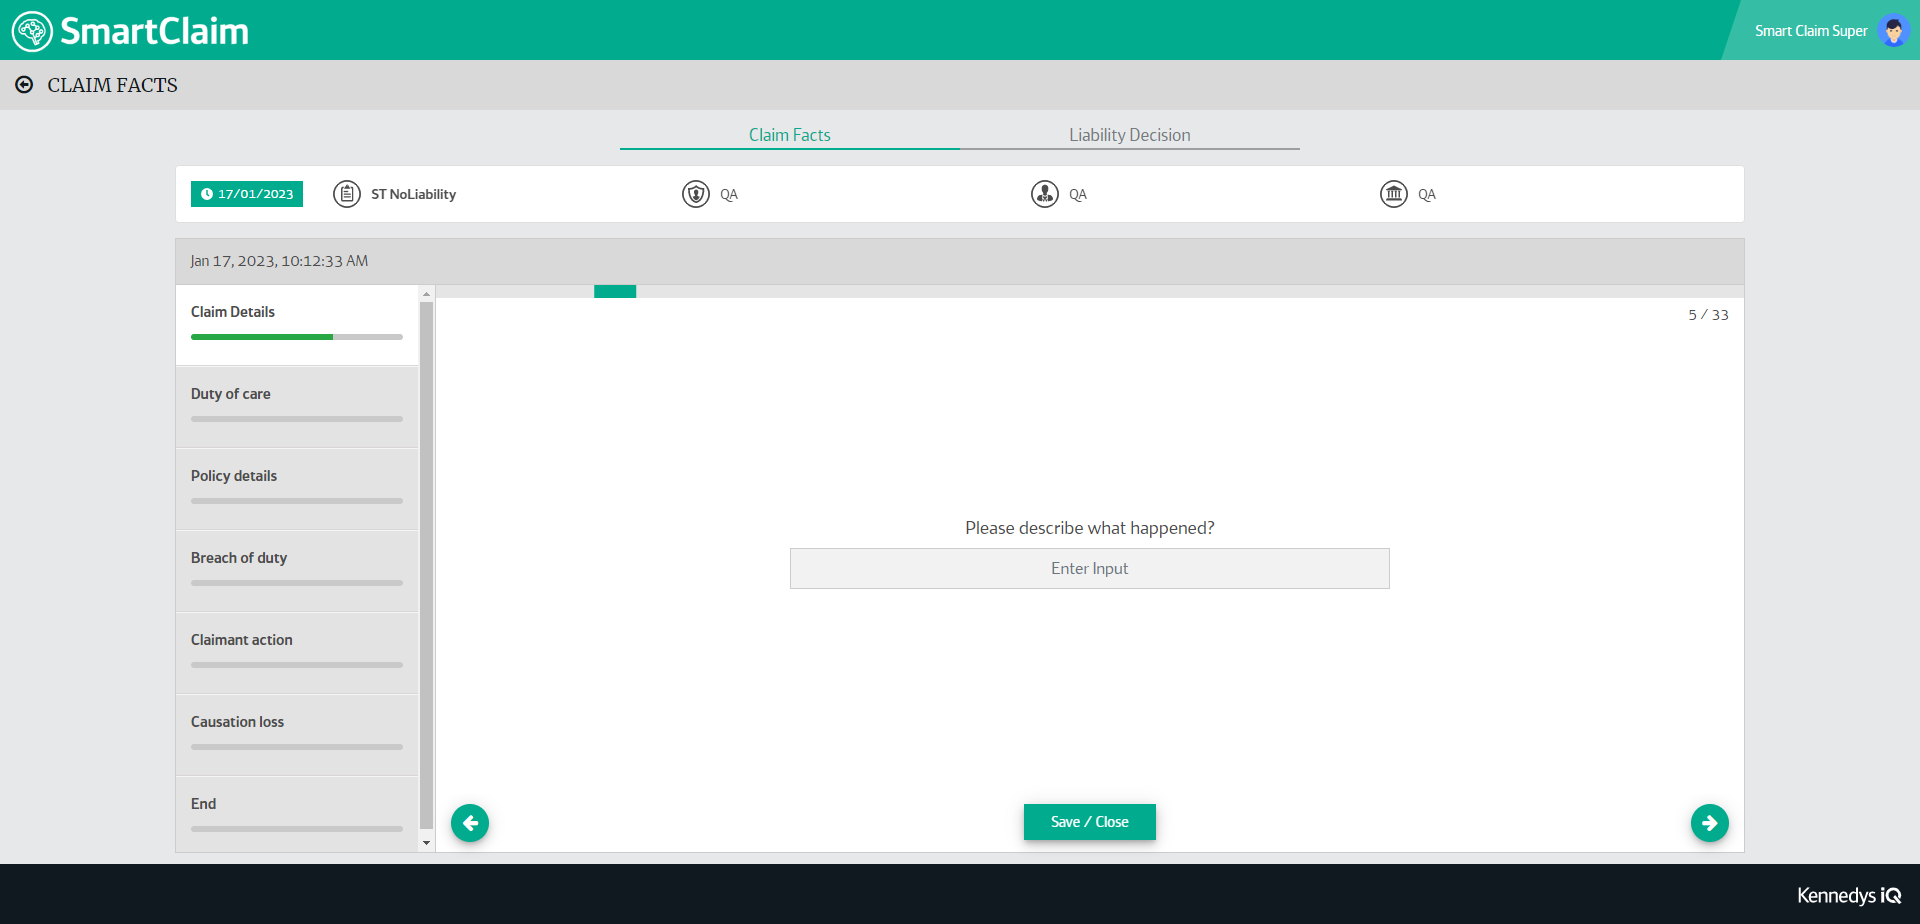 SmartClaim
Smart Claim Super
CLAIM FACTS
Claim Facts
Liability Decision
17/01/2023
ST NoLiability
QA
QA
QA
Jan 17, 2023, 10:12:33 AM
Claim Details
Duty of care
Policy details
Breach of duty
Claimant action
Causation loss
End
5 / 33
Please describe what happened?
Enter Input
Save / Close
Kennedys iQ